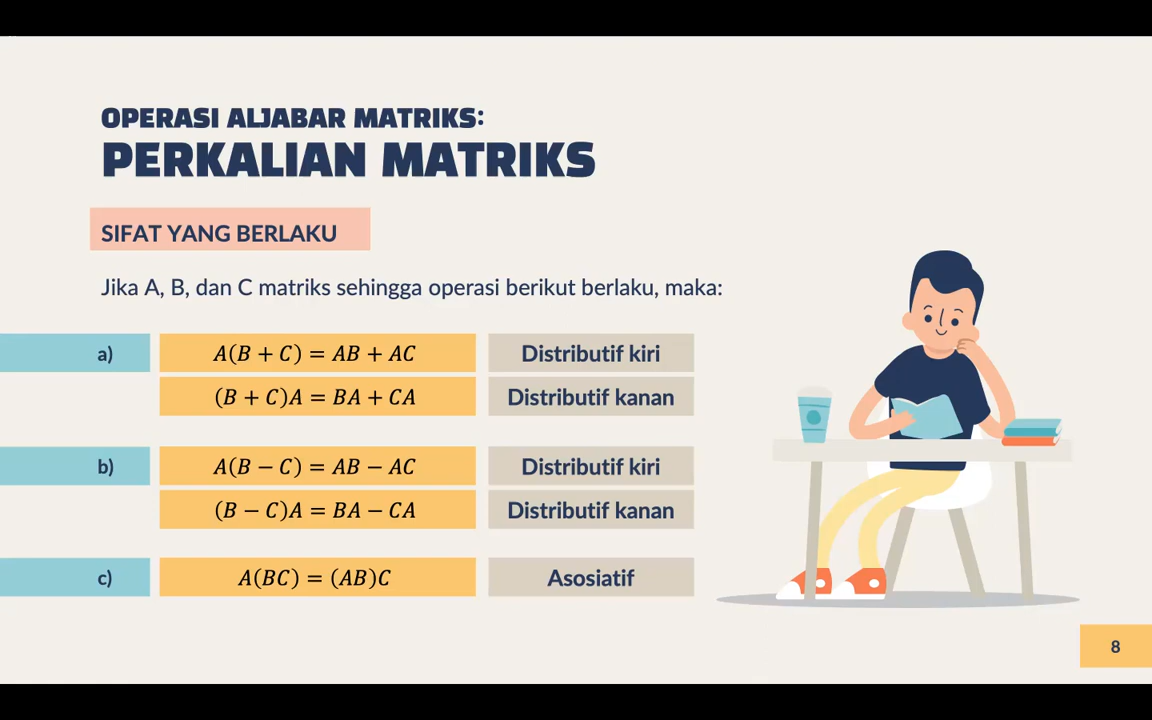 OPERASI ALJABAR MATRIKS:
PERKALIAN MATRIKS
SIFAT YANG BERLAKU
Jika A, B, dan C matriks sehingga operasi berikut berlaku, maka:
a) A(B + C) = AB + AC Distributif kiri
(B + C)A = BA + CA Distributif kanan
b) A(B − C) = AB − AC Distributif kiri
(B − C)A = BA − CA Distributif kanan
c) A(BC) = (AB)C Asosiatif
8